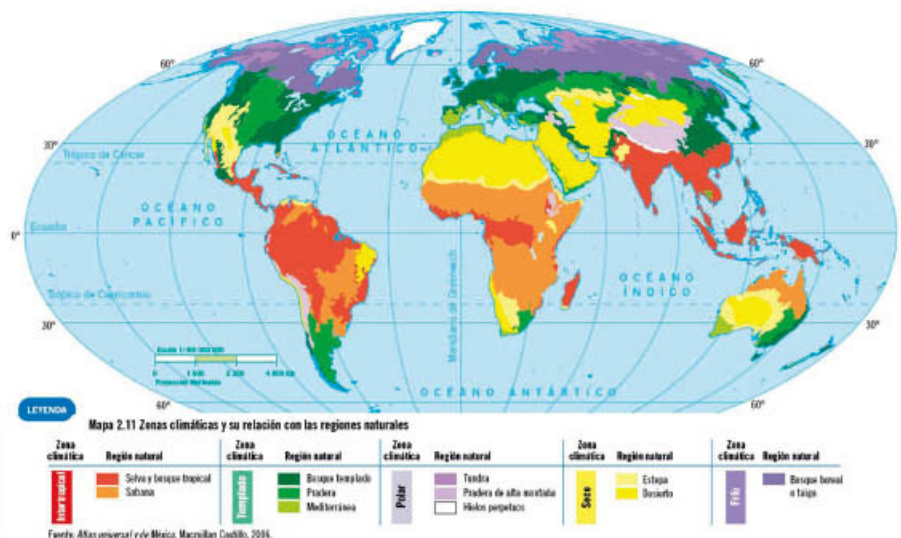 60°
60°
OCÉANO
ATLÁNTICO
30°
30°
Trópico de Cáncer
OCÉANO
PACÍFICO
Ecuador
0°
0°
Meridiano de Greenwich
OCÉANO
ÍNDICO
Trópico de Capricornio
30°
30°
OCÉANO ANTÁRTICO
60°
60°
LEYENDA
Mapa 2.11 Zonas climáticas y su relación con las regiones naturales
Zona climática Región natural Zona climática Región natural Zona climática Región natural Zona climática Región natural Zona climática Región natural
Intertropical
Selva y bosque tropical
Sabana
Templado
Bosque templado
Pradera
Mediterránea
Polar
Tundra
Pradera de alta montaña
Hielos perpetuos
Seco
Estepa
Desierto
Frío
Bosque boreal
o taiga
Fuente: Atlas universal y de México, Macmillan Castillo, 2006.